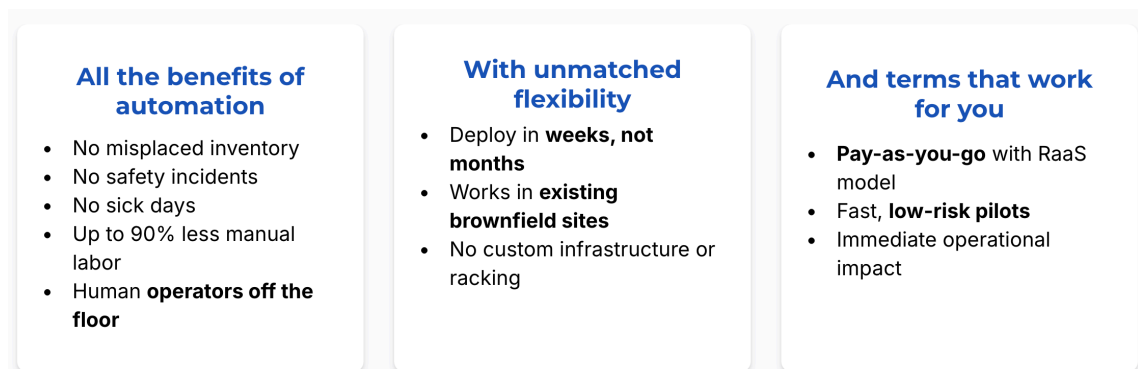 All the benefits of
automation
• No misplaced inventory
• No safety incidents
• No sick days
• Up to 90% less manual
labor
• Human operators off the
floor
With unmatched
flexibility
• Deploy in weeks, not
months
• Works in existing
brownfield sites
• No custom infrastructure or
racking
And terms that work
for you
• Pay-as-you-go with RaaS
model
• Fast, low-risk pilots
• Immediate operational
impact